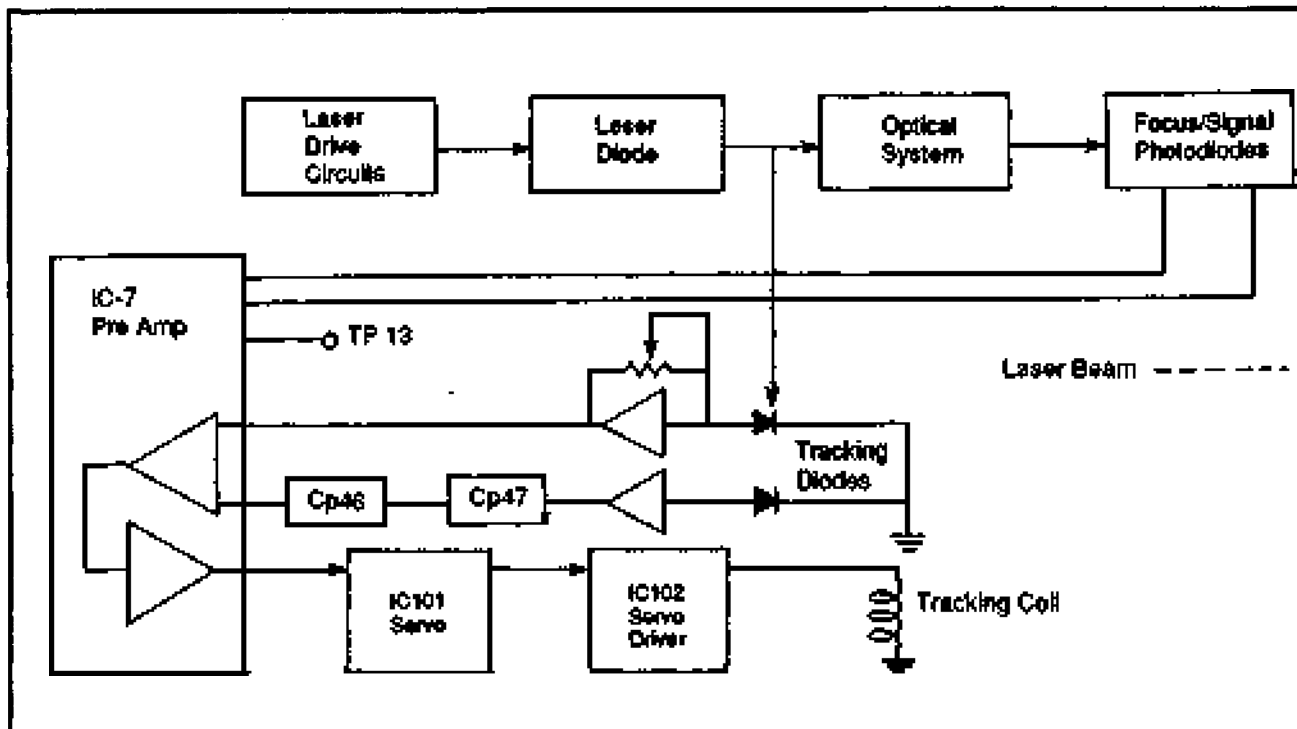 Laser
Drive
Circuits
Laser
Diode
Optical
System
Focus/Signal
Photodiodes
IC-7
Pre Amp
TP 13
Laser Beam
Tracking
Diodes
Cp46
Cp47
IC101
Servo
IC102
Servo
Driver
Tracking Coil